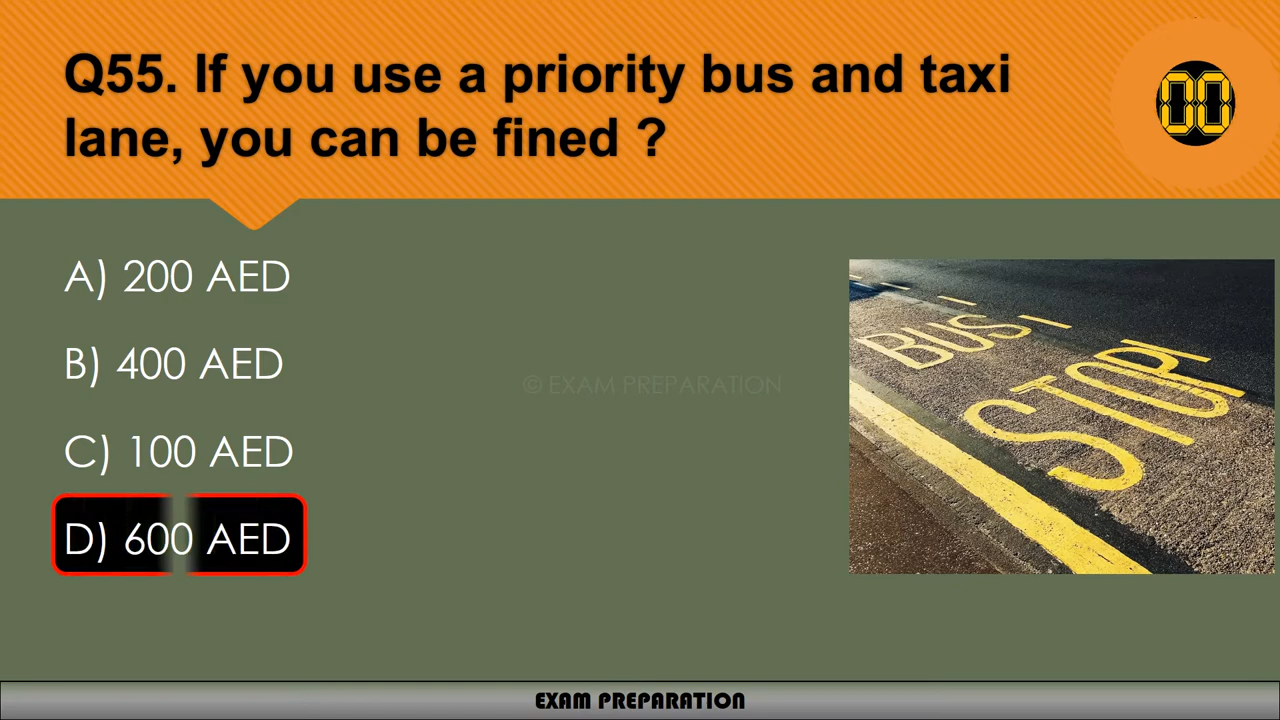 Q55. If you use a priority bus and taxi
lane, you can be fined ?
00
A) 200 AED
B) 400 AED
C) 100 AED
D) 600 AED
© EXAM PREPARATION
BUS
STOP
EXAM PREPARATION